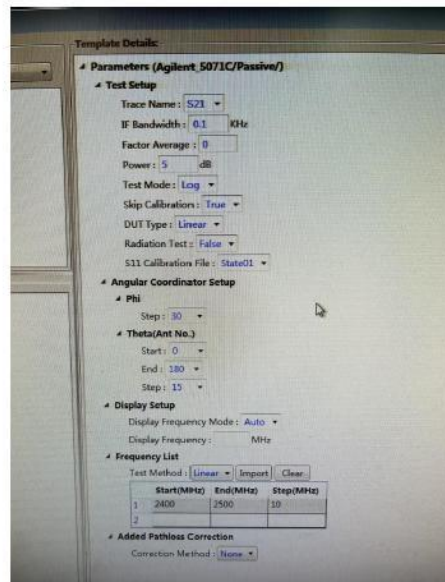 Template Details:
Parameters (Agilent_5071C/Passive/)
Test Setup
Trace Name : S21
IF Bandwidth : 0.1 KHz
Factor Average : 0
Power : 5 dB
Test Mode : Log
Skip Calibration : True
DUT Type : Linear
Radiation Test : False
S11 Calibration File : State01
Angular Coordinator Setup
Phi
Step : 30
Theta(Ant No.)
Start : 0
End : 180
Step : 15
Display Setup
Display Frequency Mode : Auto
Display Frequency : MHz
Frequency List
Test Method : Linear Import Clear
Start(MHz) End(MHz) Step(MHz)
1 2400 2500 10
2
Added Pathloss Correction
Correction Method : None